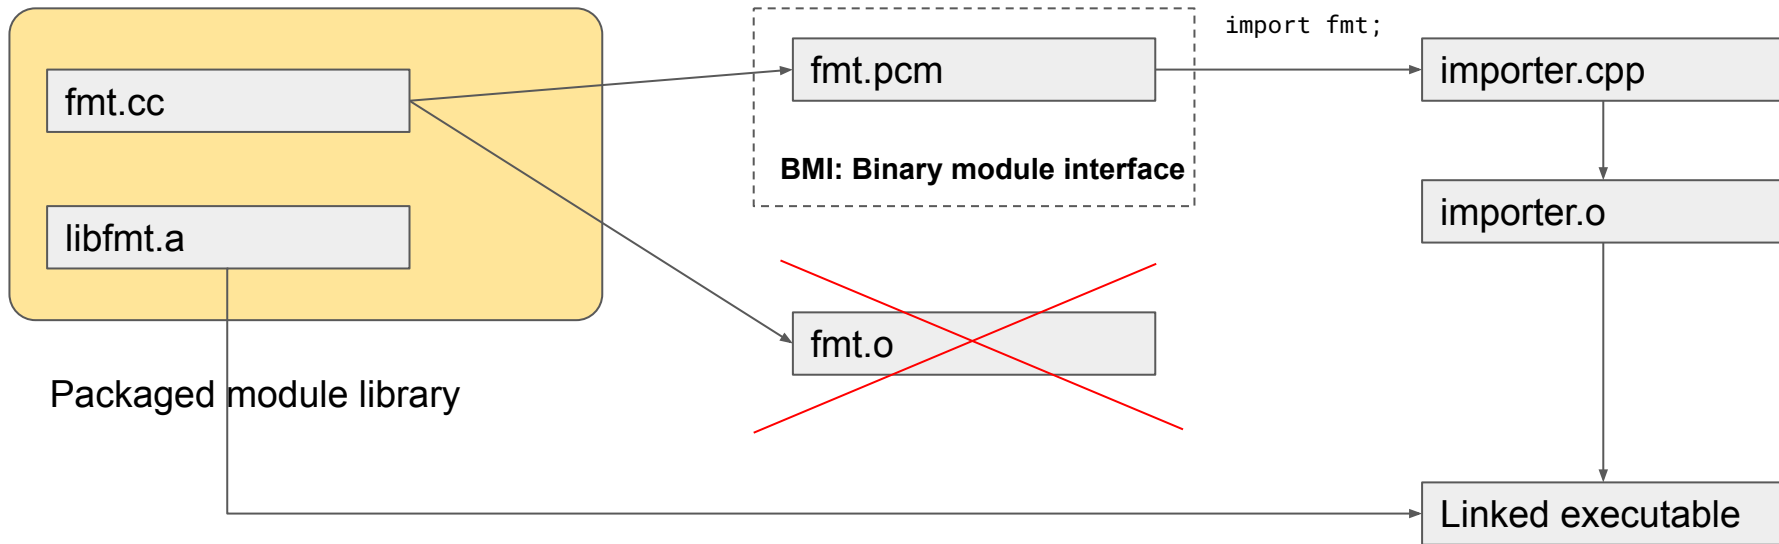 import fmt;
fmt.cc
fmt.pcm
importer.cpp
BMI: Binary module interface
libfmt.a
importer.o
fmt.o
Packaged module library
Linked executable